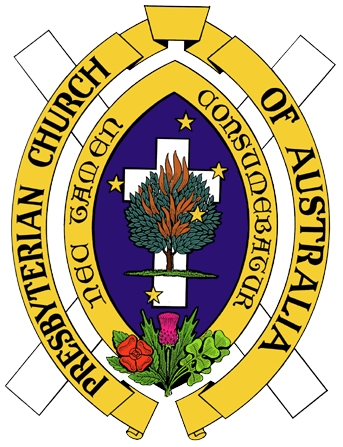 PRESBYTERIAN CHURCH
OF AUSTRALIA
NEC TAMEN
CONSUMEBATUR